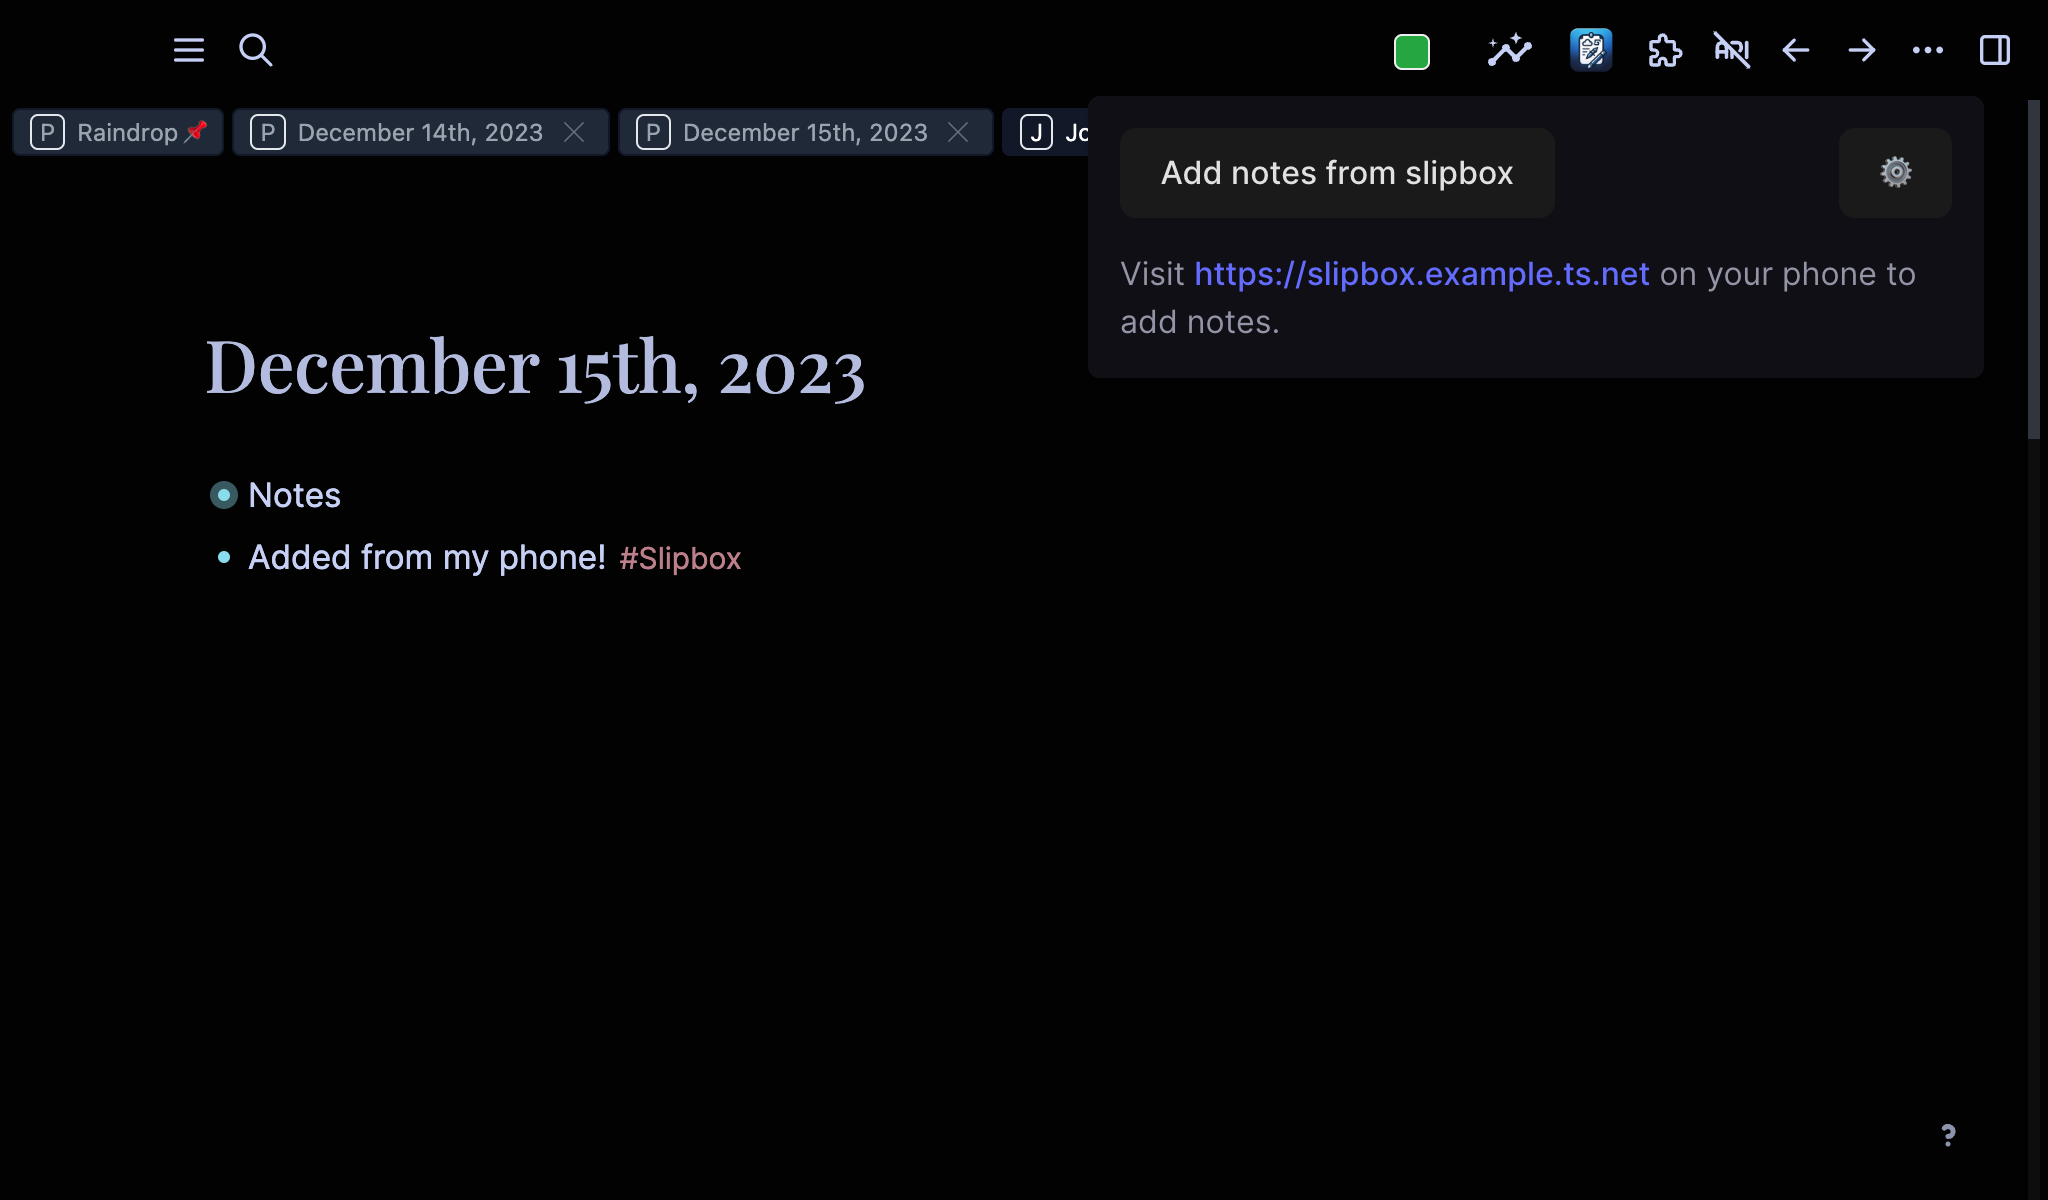 API
P Raindrop📌
P December 14th, 2023
P December 15th, 2023
J
Add notes from slipbox
Visit https://slipbox.example.ts.net on your phone to
add notes.
December 15th, 2023
Notes
Added from my phone! #Slipbox
?